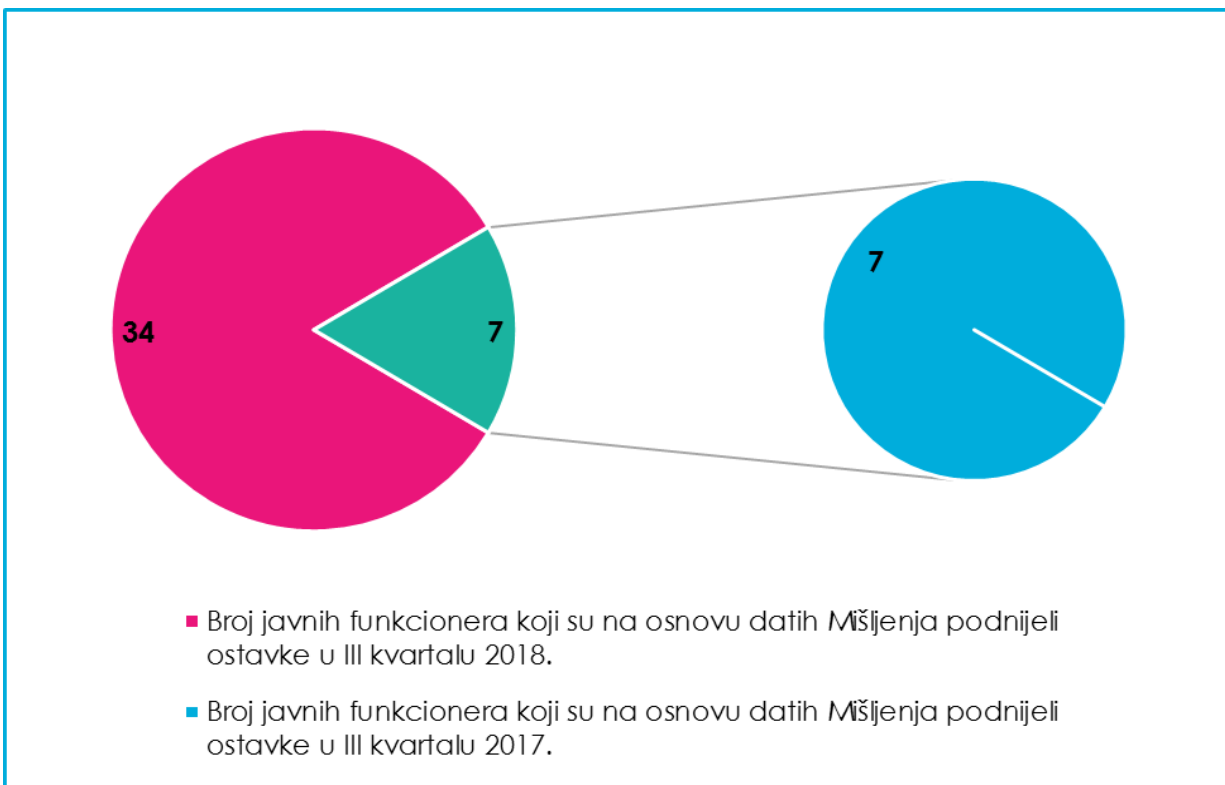 34
7
7
Broj javnih funkcionera koji su na osnovu datih Mišljenja podnijeli
ostavke u III kvartalu 2018.
Broj javnih funkcionera koji su na osnovu datih Mišljenja podnijeli
ostavke u III kvartalu 2017.